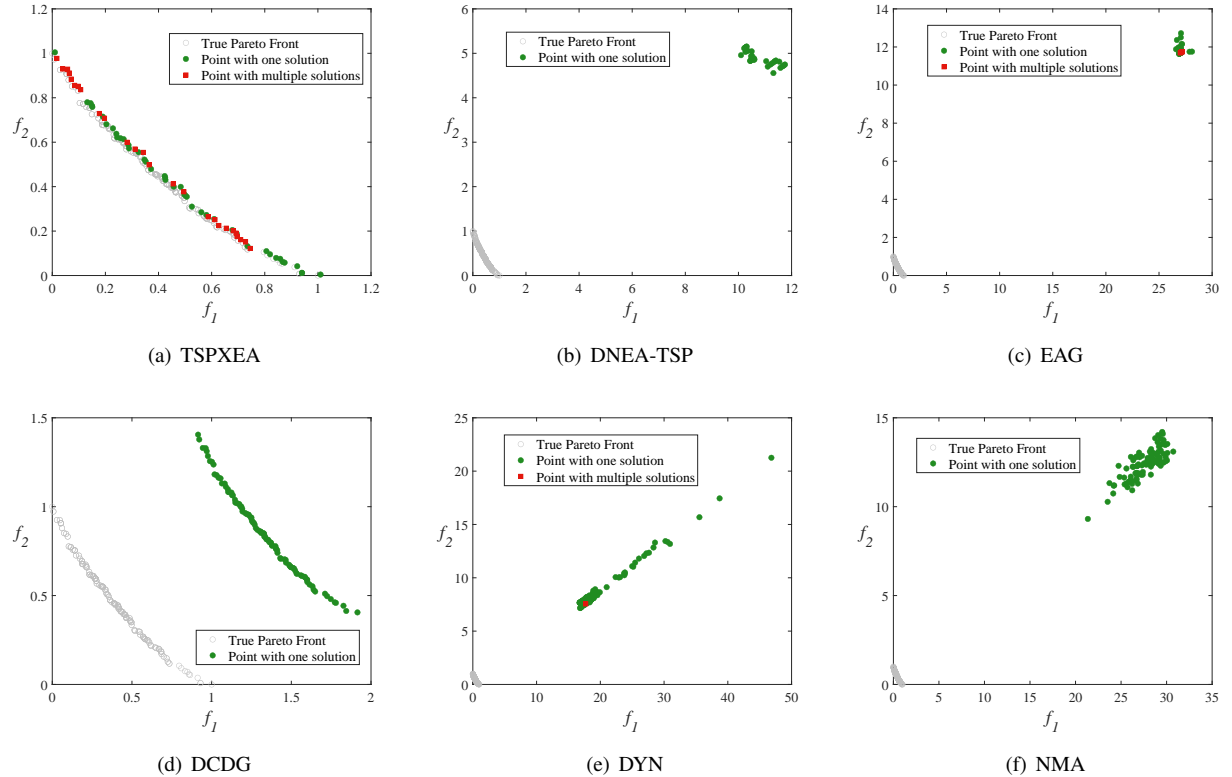 1.2
1
0.8
0.6
0.4
0.2
0
f2
0 0.2 0.4 0.6 0.8 1 1.2
f1
True Pareto Front
Point with one solution
Point with multiple solutions
(a) TSPXEA
6
5
4
3
2
1
0
f2
0 2 4 6 8 10 12
f1
True Pareto Front
Point with one solution
(b) DNEA-TSP
14
12
10
8
6
4
2
0
f2
0 5 10 15 20 25 30
f1
True Pareto Front
Point with one solution
Point with multiple solutions
(c) EAG
1.5
1
0.5
0
f2
0 0.5 1 1.5 2
f1
True Pareto Front
Point with one solution
(d) DCDG
25
20
15
10
5
0
f2
0 10 20 30 40 50
f1
True Pareto Front
Point with one solution
Point with multiple solutions
(e) DYN
15
10
5
0
f2
0 5 10 15 20 25 30 35
f1
True Pareto Front
Point with one solution
(f) NMA